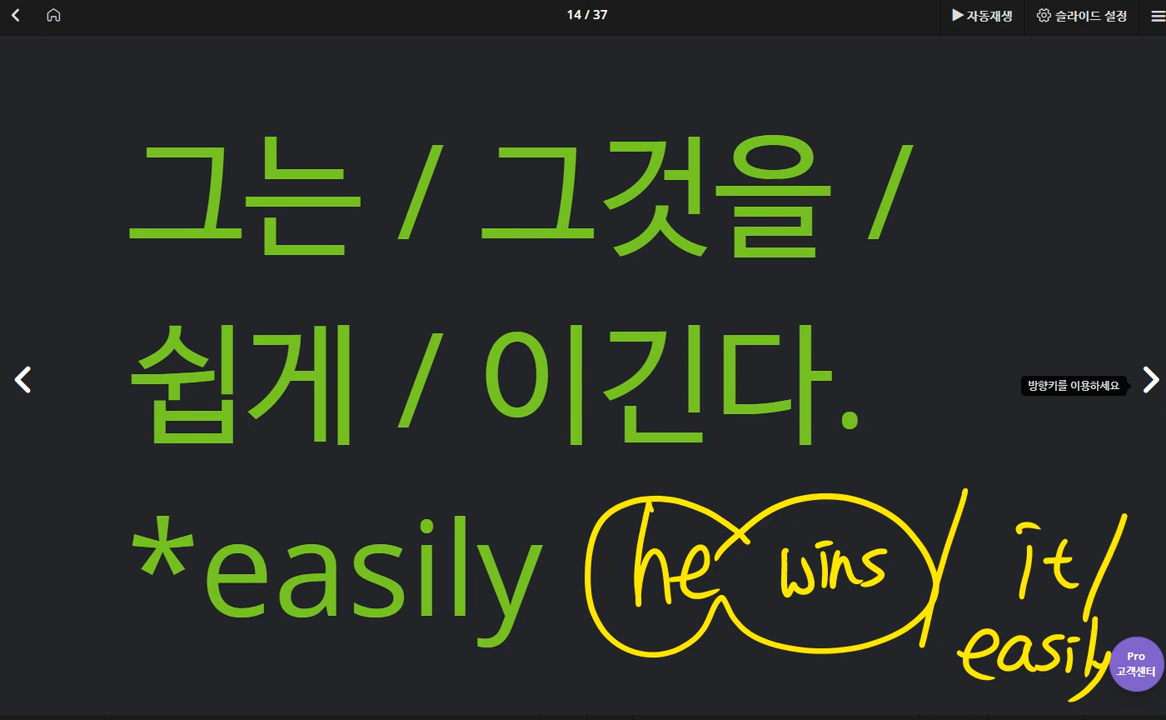 14 / 37
▶ 자동재생
슬라이드 설정
그는 / 그것을 /
쉽게 / 이긴다.
방향키를 이용하세요
*easily
he wins / it /
easily
Pro
고객센터